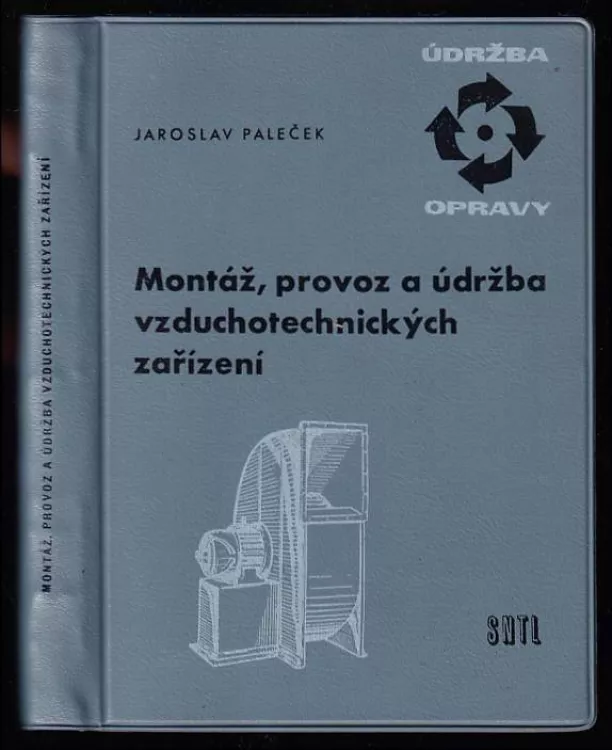 MONTÁŽ, PROVOZ A ÚDRŽBA VZDUCHOTECHNICKÝCH ZAŘÍZENÍ
ÚDRŽBA
JAROSLAV PALEČEK
OPRAVY
Montáž, provoz a údržba
vzduchotechnických
zařízení
SNTL